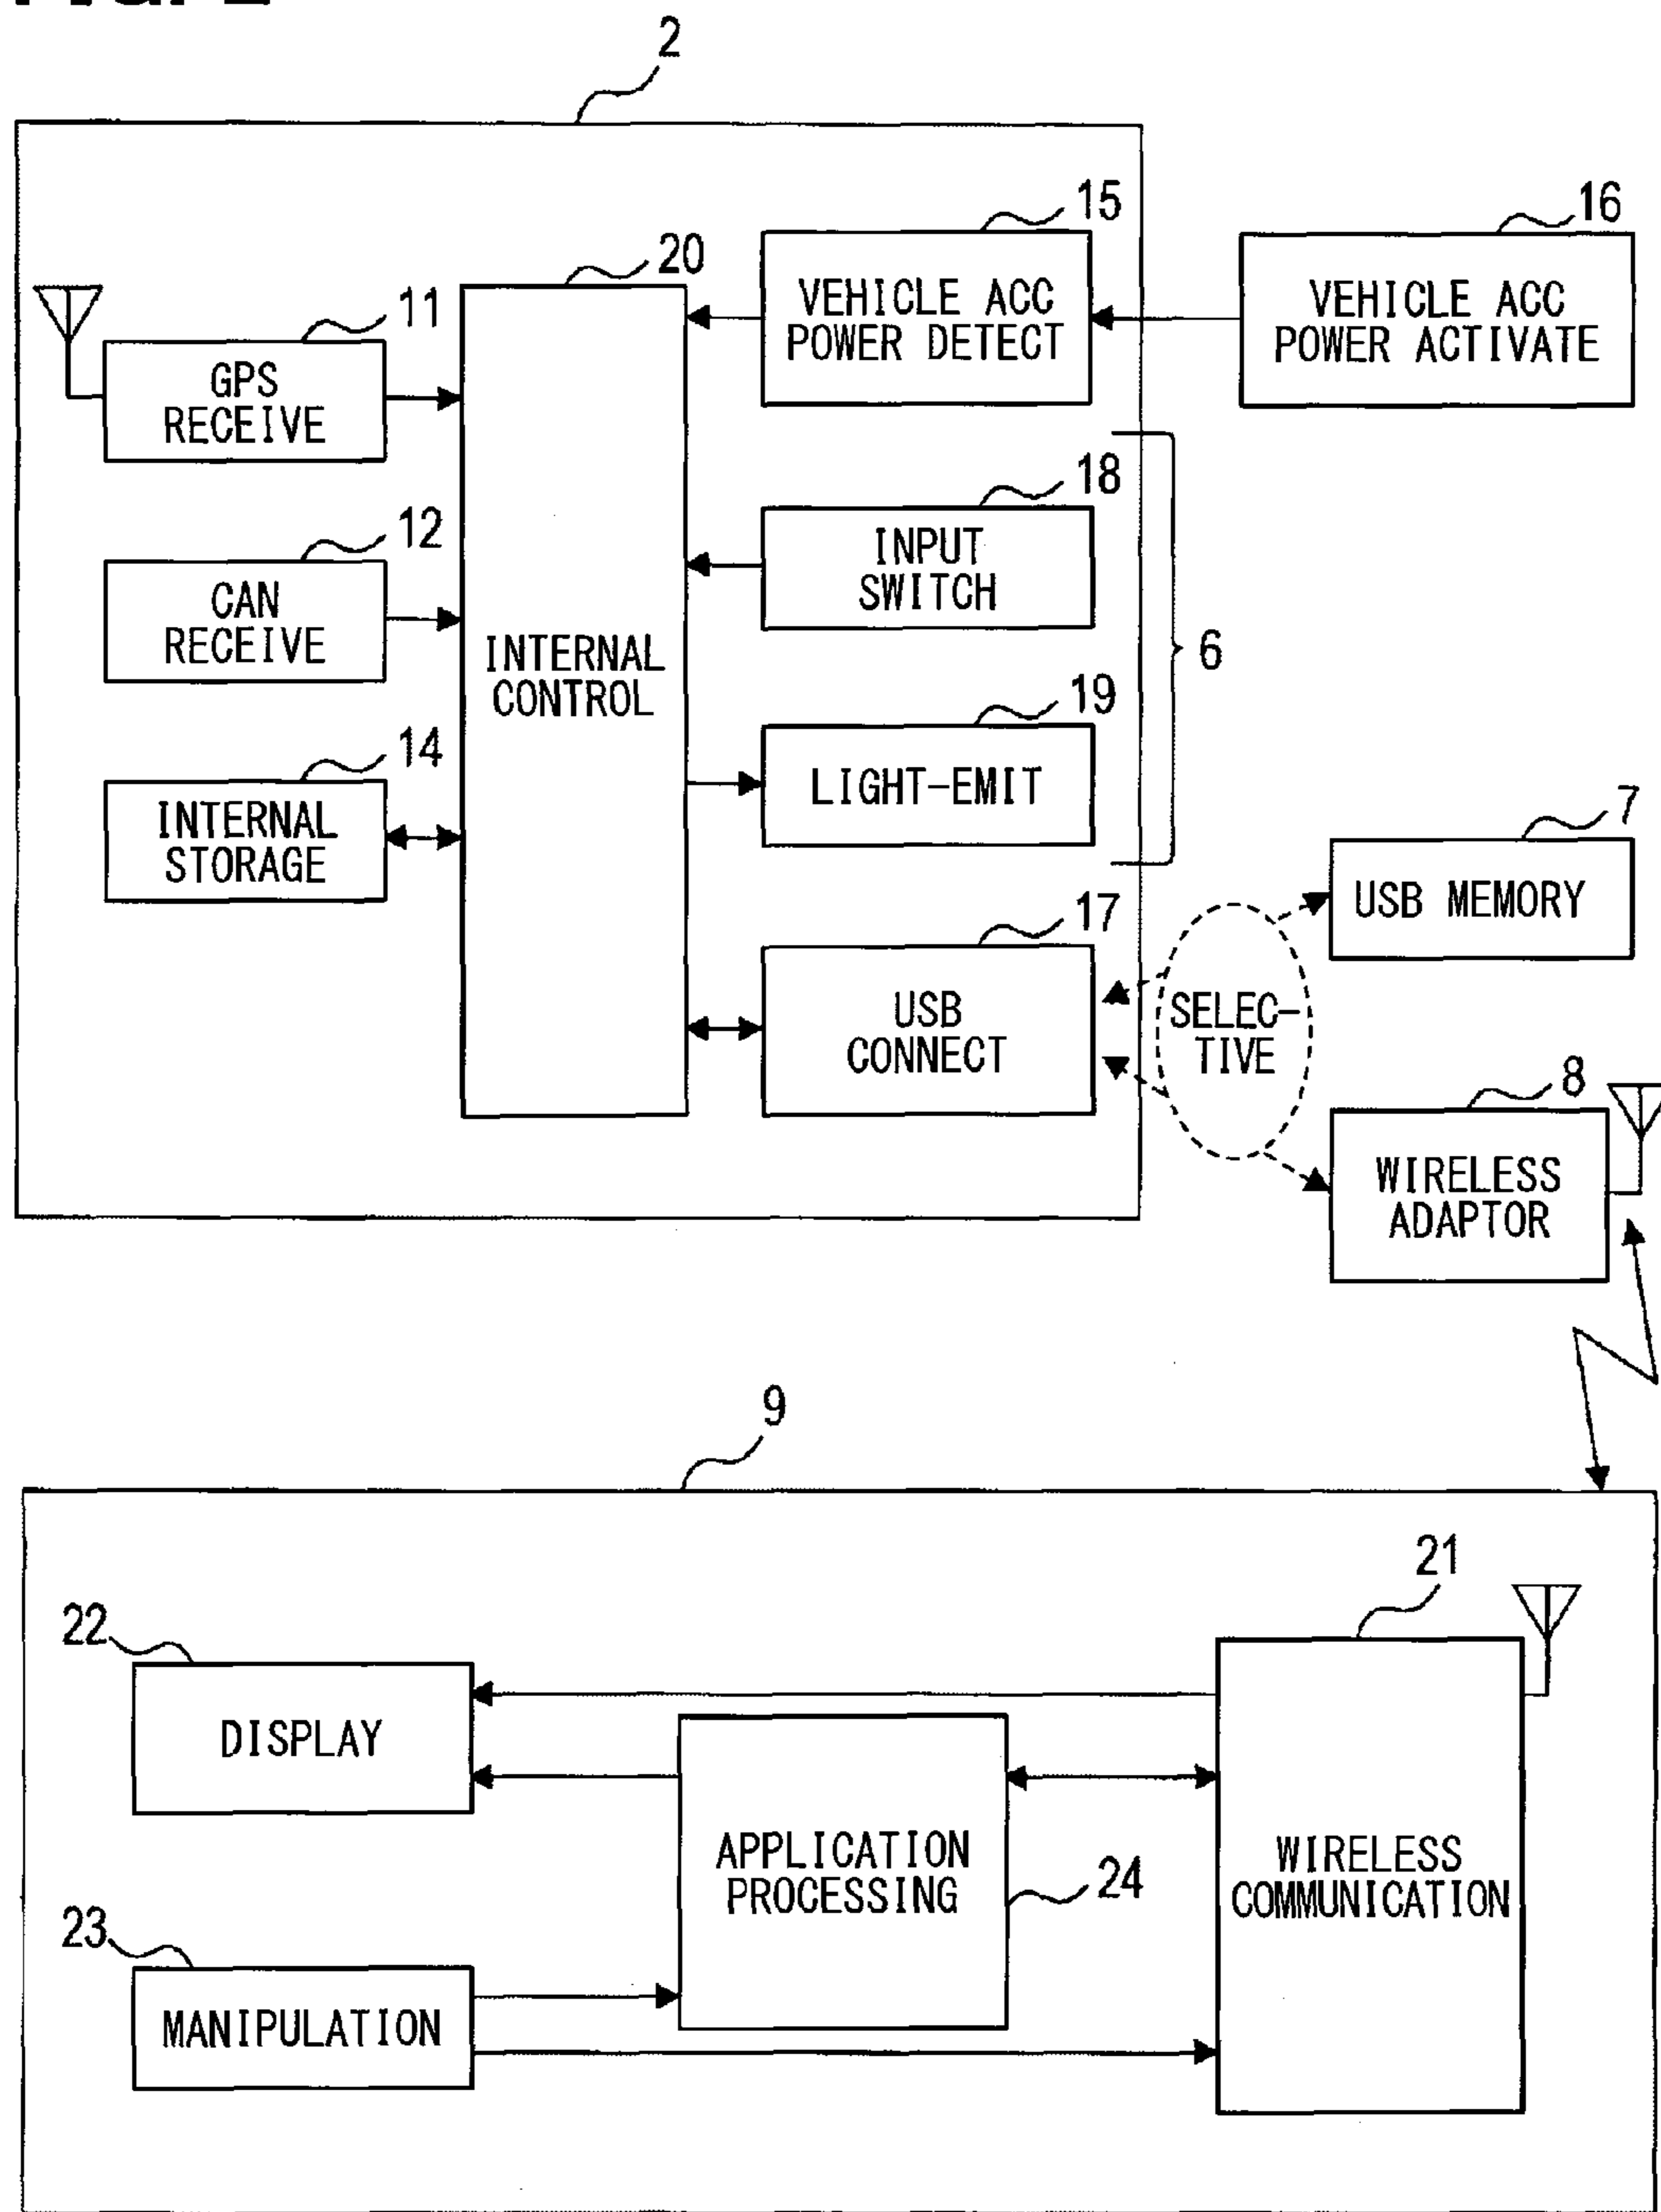 2
15
16
20
VEHICLE ACC
POWER DETECT
VEHICLE ACC
POWER ACTIVATE
11
GPS
RECEIVE
18
INPUT
SWITCH
12
CAN
RECEIVE
INTERNAL
CONTROL
6
19
LIGHT-EMIT
14
INTERNAL
STORAGE
7
USB MEMORY
17
USB
CONNECT
SELEC-
TIVE
8
WIRELESS
ADAPTOR
9
21
22
DISPLAY
APPLICATION
PROCESSING
24
WIRELESS
COMMUNICATION
23
MANIPULATION